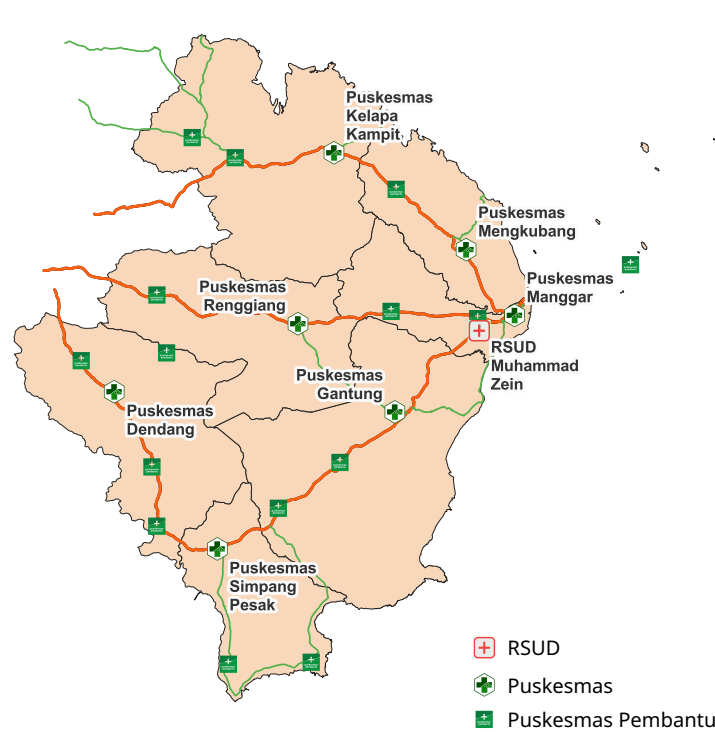 Puskesmas
Kelapa
Kampit
Puskesmas
Mengkubang
Puskesmas
Manggar
Puskesmas
Renggiang
RSUD
Muhammad
Zein
Puskesmas
Gantung
Puskesmas
Dendang
Puskesmas
Simpang
Pesak
RSUD
Puskesmas
Puskesmas Pembantu